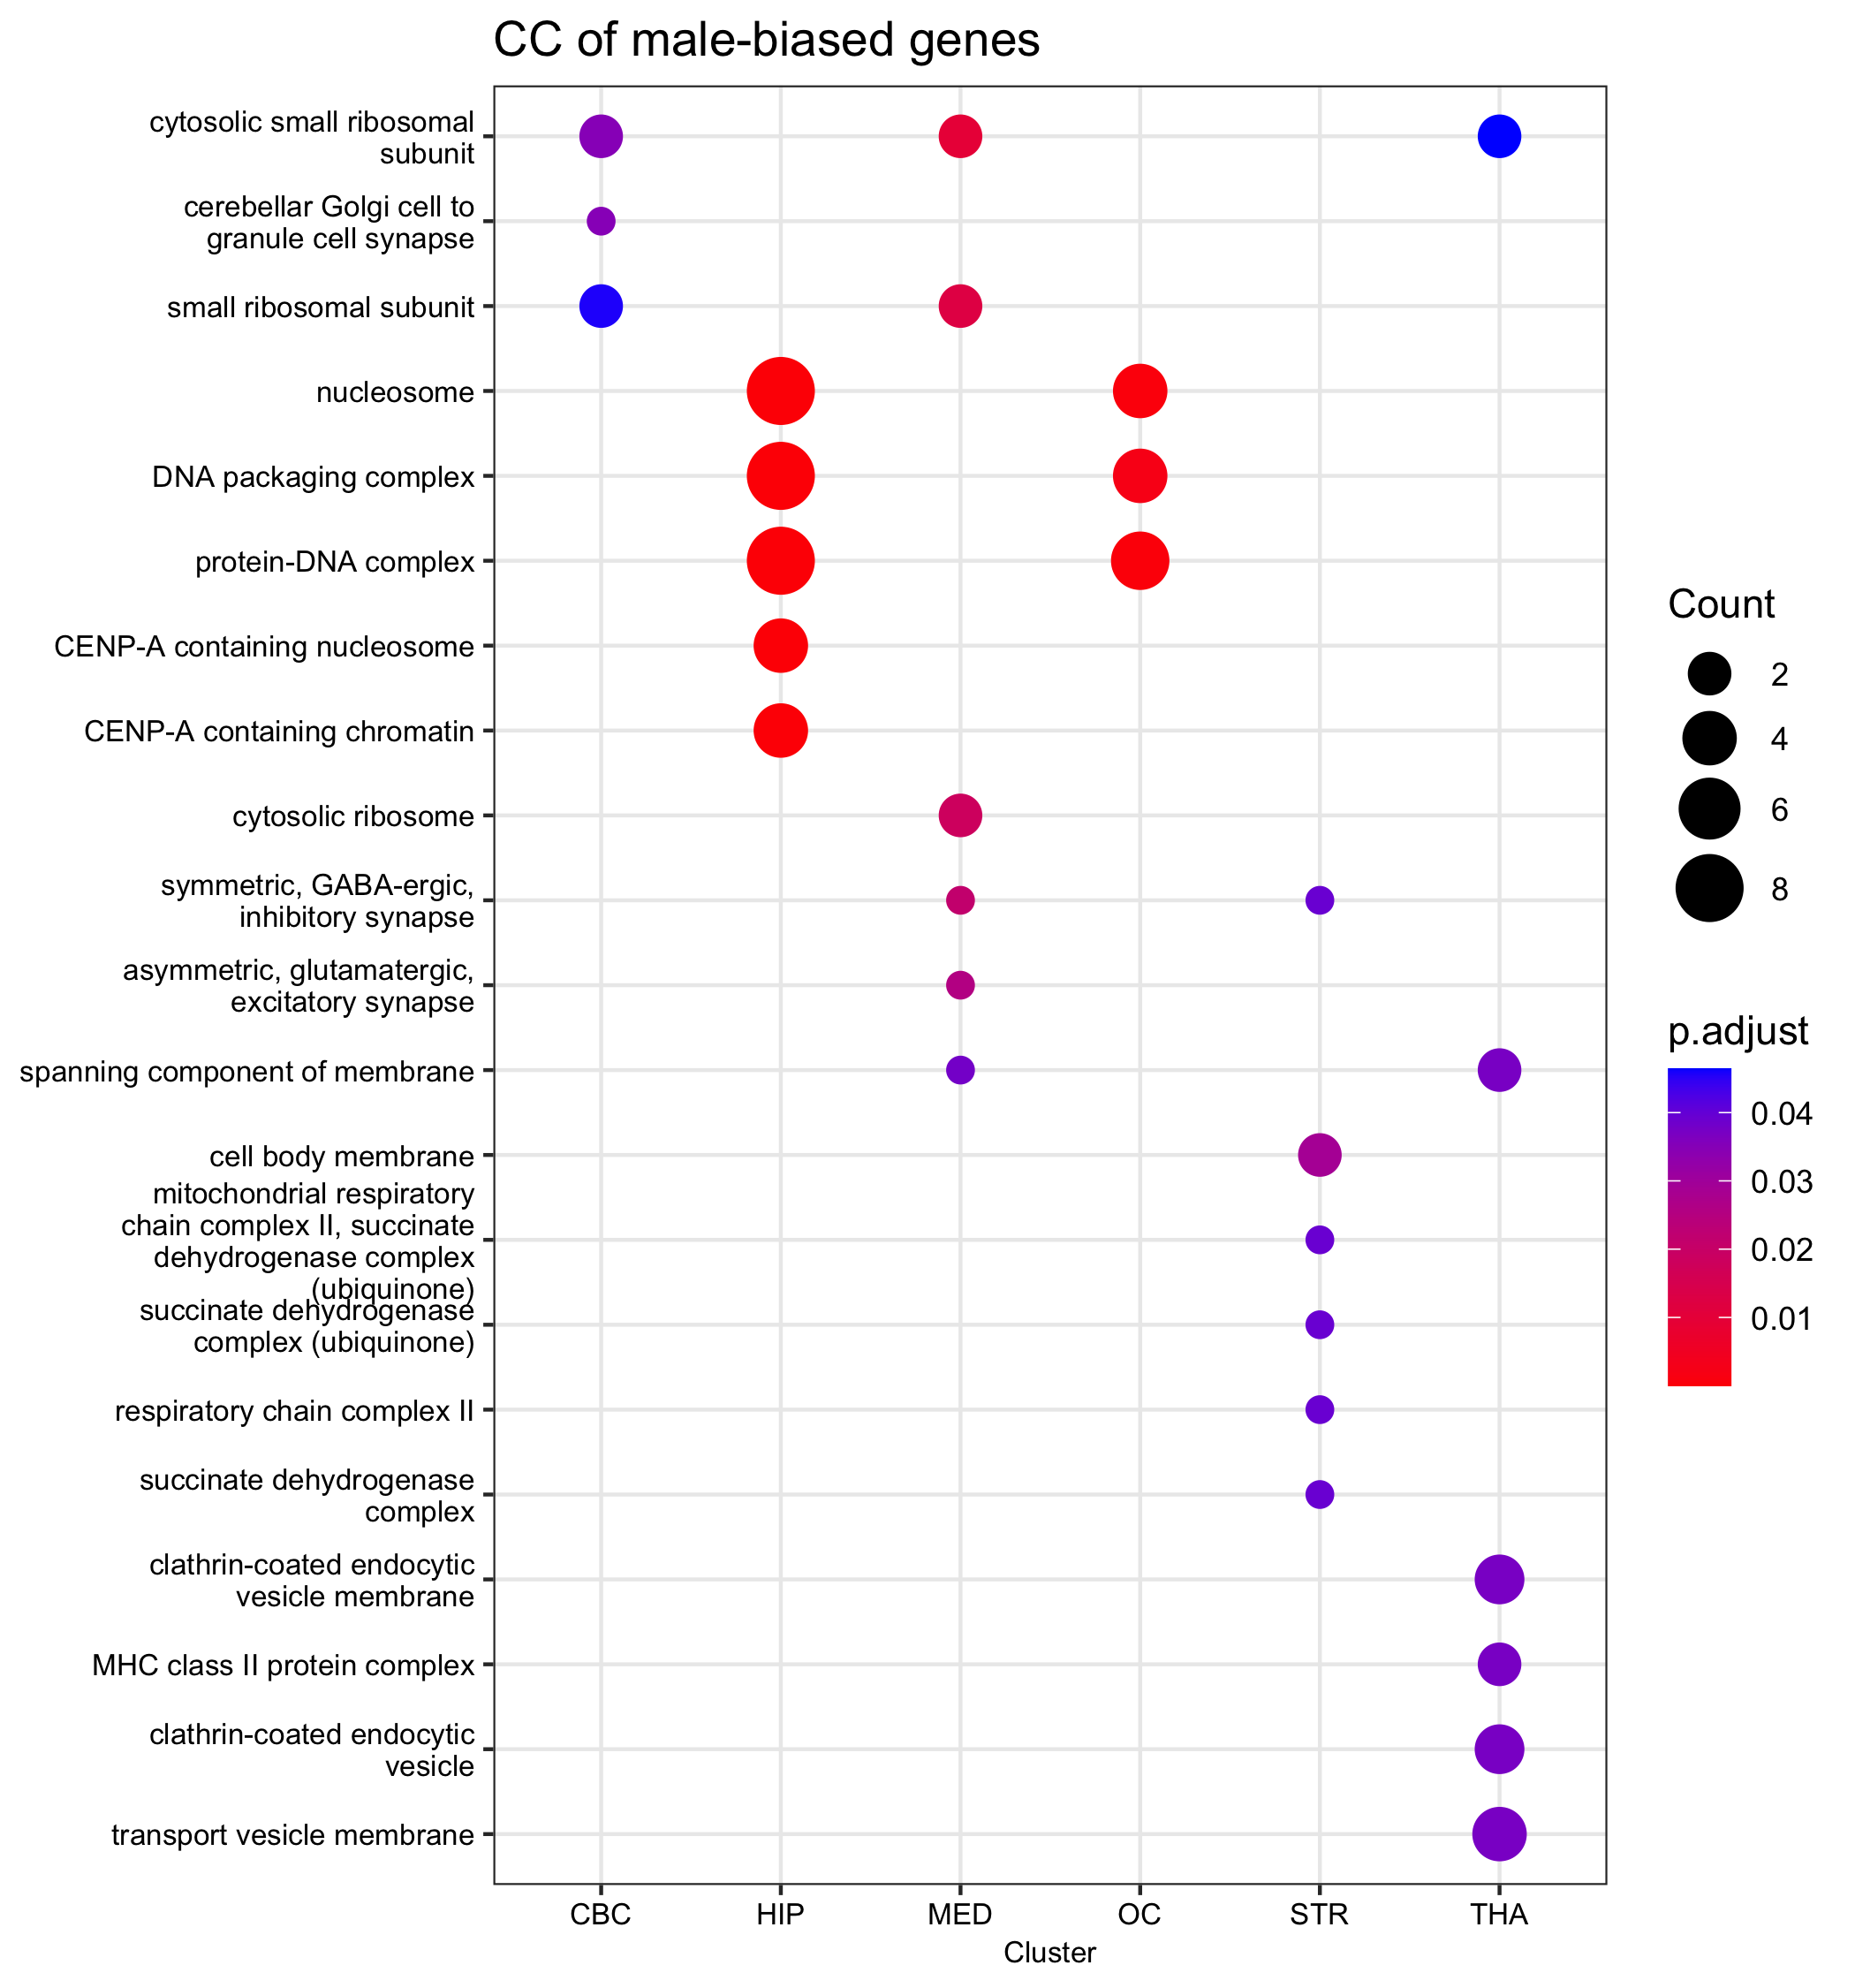 CC of male-biased genes
cytosolic small ribosomal
subunit
cerebellar Golgi cell to
granule cell synapse
small ribosomal subunit
nucleosome
DNA packaging complex
protein-DNA complex
CENP-A containing nucleosome
CENP-A containing chromatin
cytosolic ribosome
symmetric, GABA-ergic,
inhibitory synapse
asymmetric, glutamatergic,
excitatory synapse
spanning component of membrane
cell body membrane
mitochondrial respiratory
chain complex II, succinate
dehydrogenase complex
(ubiquinone)
succinate dehydrogenase
complex (ubiquinone)
respiratory chain complex II
succinate dehydrogenase
complex
clathrin-coated endocytic
vesicle membrane
MHC class II protein complex
clathrin-coated endocytic
vesicle
transport vesicle membrane
CBC HIP MED OC STR THA
Cluster
Count
2
4
6
8
p.adjust
0.04
0.03
0.02
0.01